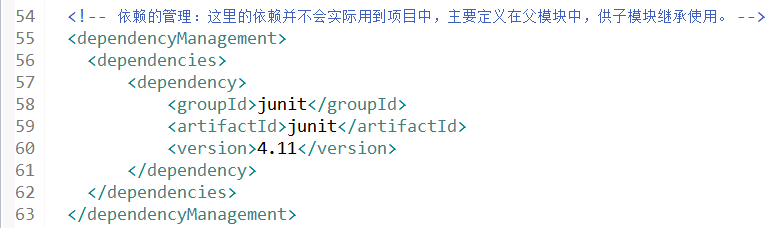 54 <!-- 依赖的管理：这里的依赖并不会实际用到项目中，主要定义在父模块中，供子模块继承使用。 -->
55 <dependencyManagement>
56 <dependencies>
57 <dependency>
58 <groupId>junit</groupId>
59 <artifactId>junit</artifactId>
60 <version>4.11</version>
61 </dependency>
62 </dependencies>
63 </dependencyManagement>